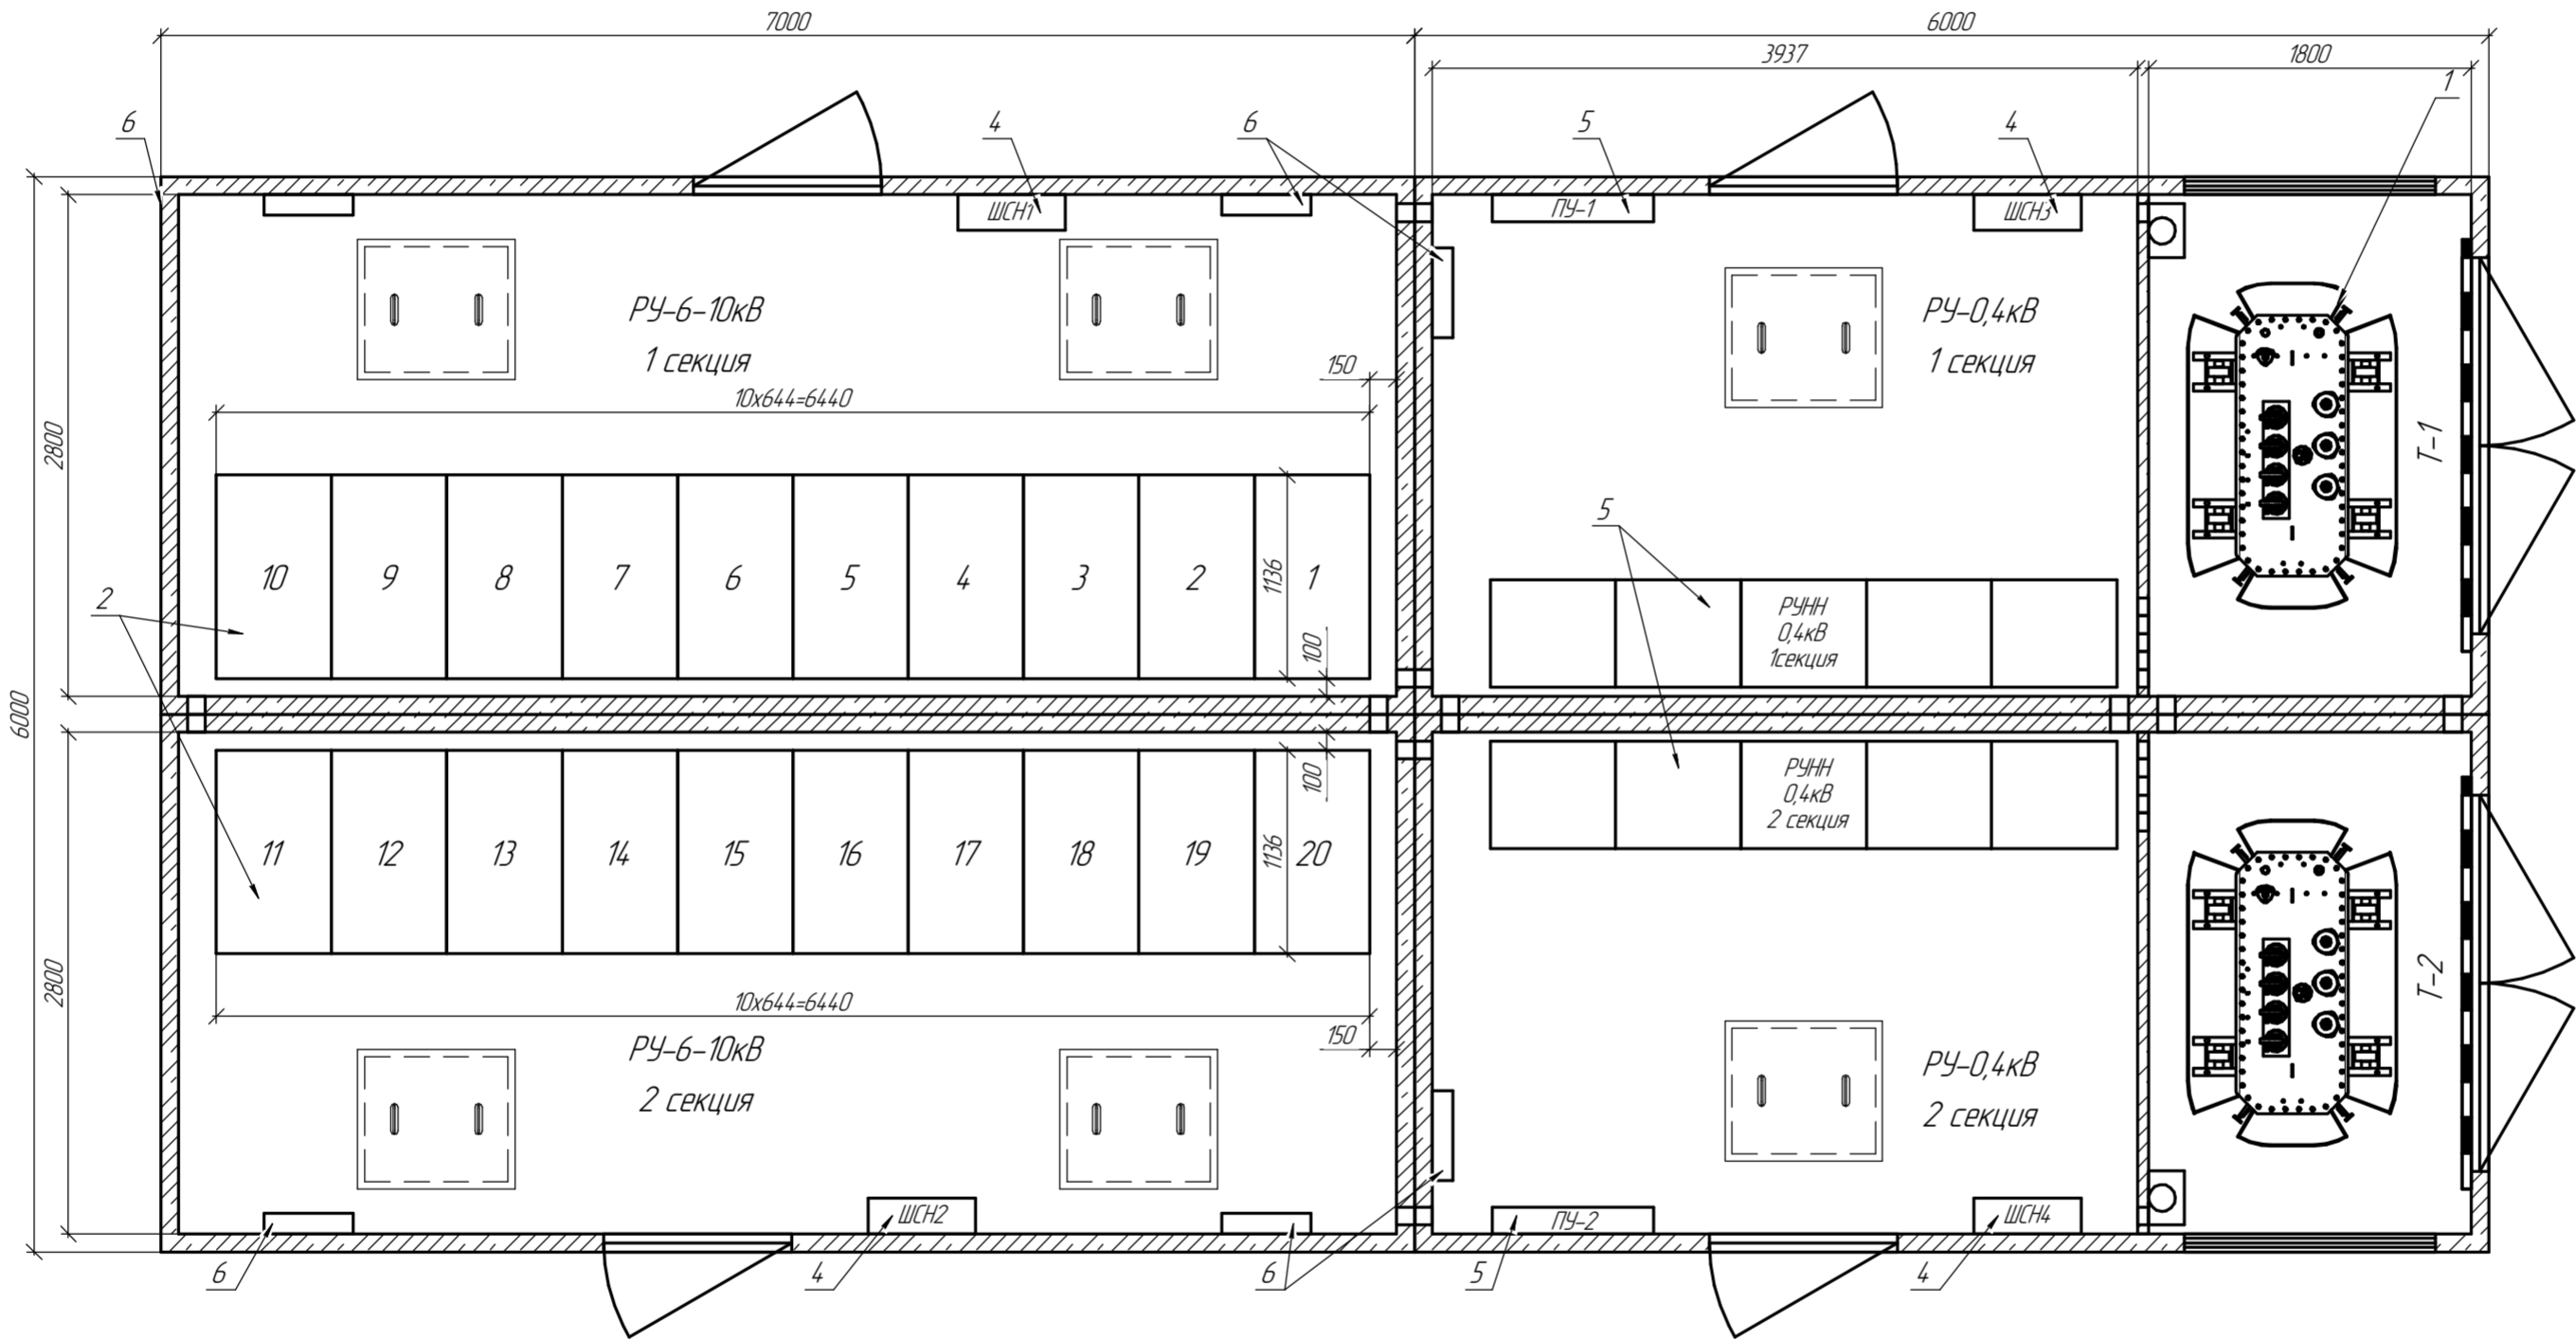 7000
6000
3937
1800
1
6
4
6
5
4
ШСН1
ПУ-1
ШСН3
РУ-6-10кВ
1 секция
РУ-0,4кВ
1 секция
150
10x644=6440
Т-1
2800
5
10
9
8
7
6
5
4
3
2
1136
1
2
РУНН
0,4кВ
1секция
100
6000
100
РУНН
0,4кВ
2 секция
11
12
13
14
15
16
17
18
19
1136
20
2800
Т-2
10x644=6440
150
РУ-6-10кВ
2 секция
РУ-0,4кВ
2 секция
ШСН2
ПУ-2
ШСН4
6
4
6
5
4